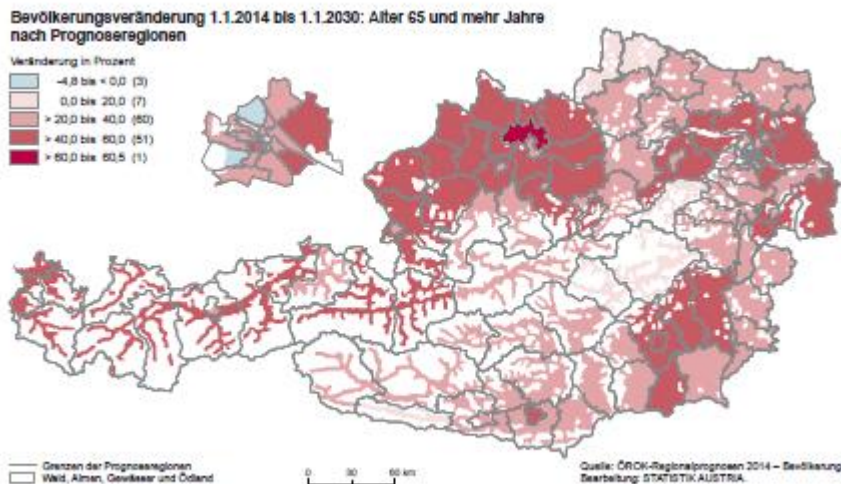 Bevölkerungsveränderung 1.1.2014 bis 1.1.2030: Alter 65 und mehr Jahre
nach Prognoseregionen
Veränderung in Prozent
-4,8 bis < 0,0 (3)
0,0 bis 20,0 (7)
> 20,0 bis 40,0 (60)
> 40,0 bis 60,0 (51)
> 60,0 bis 60,5 (1)
Grenzen der Prognoseregionen
Wald, Almen, Gewässer und Ödland
0 30 60 km
Quelle: ÖROK-Regionalprognosen 2014 – Bevölkerung
Bearbeitung: STATISTIK AUSTRIA.